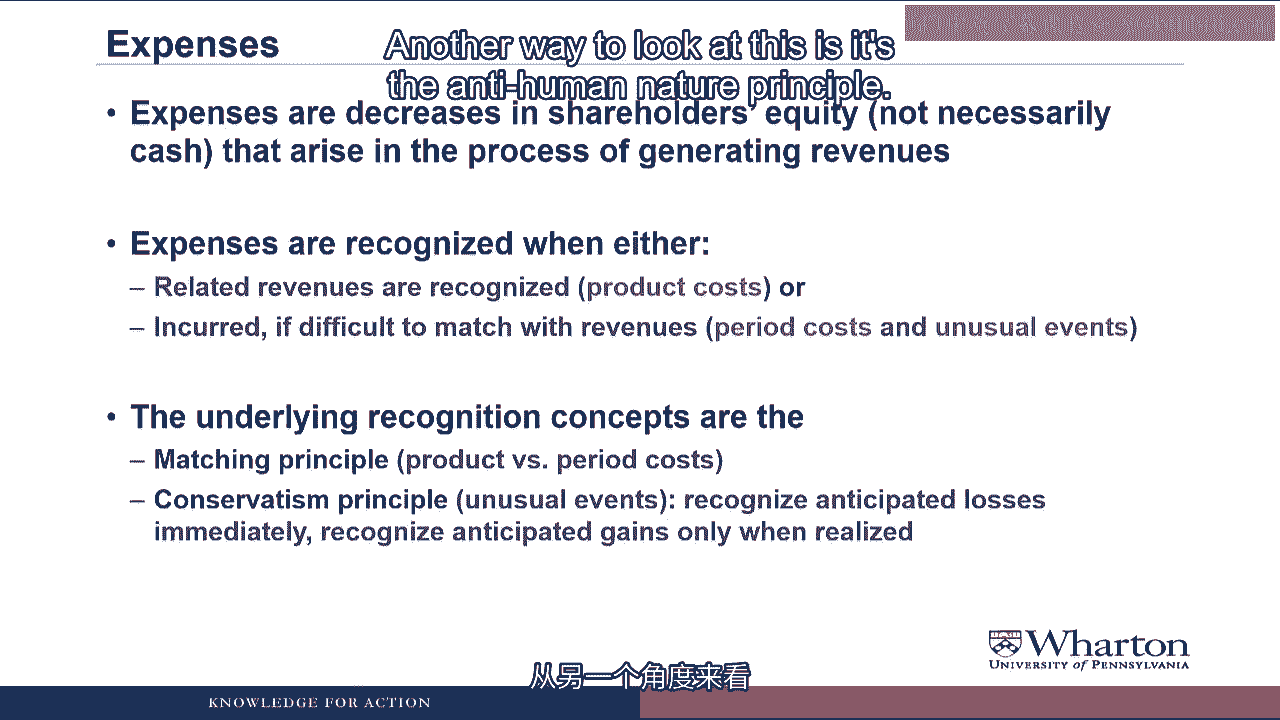 Expenses
Another way to look at this is it's
the anti-human nature principle.
• Expenses are decreases in shareholders' equity (not necessarily
cash) that arise in the process of generating revenues
• Expenses are recognized when either:
– Related revenues are recognized (product costs) or
– Incurred, if difficult to match with revenues (period costs and unusual events)
• The underlying recognition concepts are the
– Matching principle (product vs. period costs)
– Conservatism principle (unusual events): recognize anticipated losses
immediately, recognize anticipated gains only when realized
Wharton
UNIVERSITY of PENNSYLVANIA
从另一个角度来看
KNOWLEDGE FOR ACTION